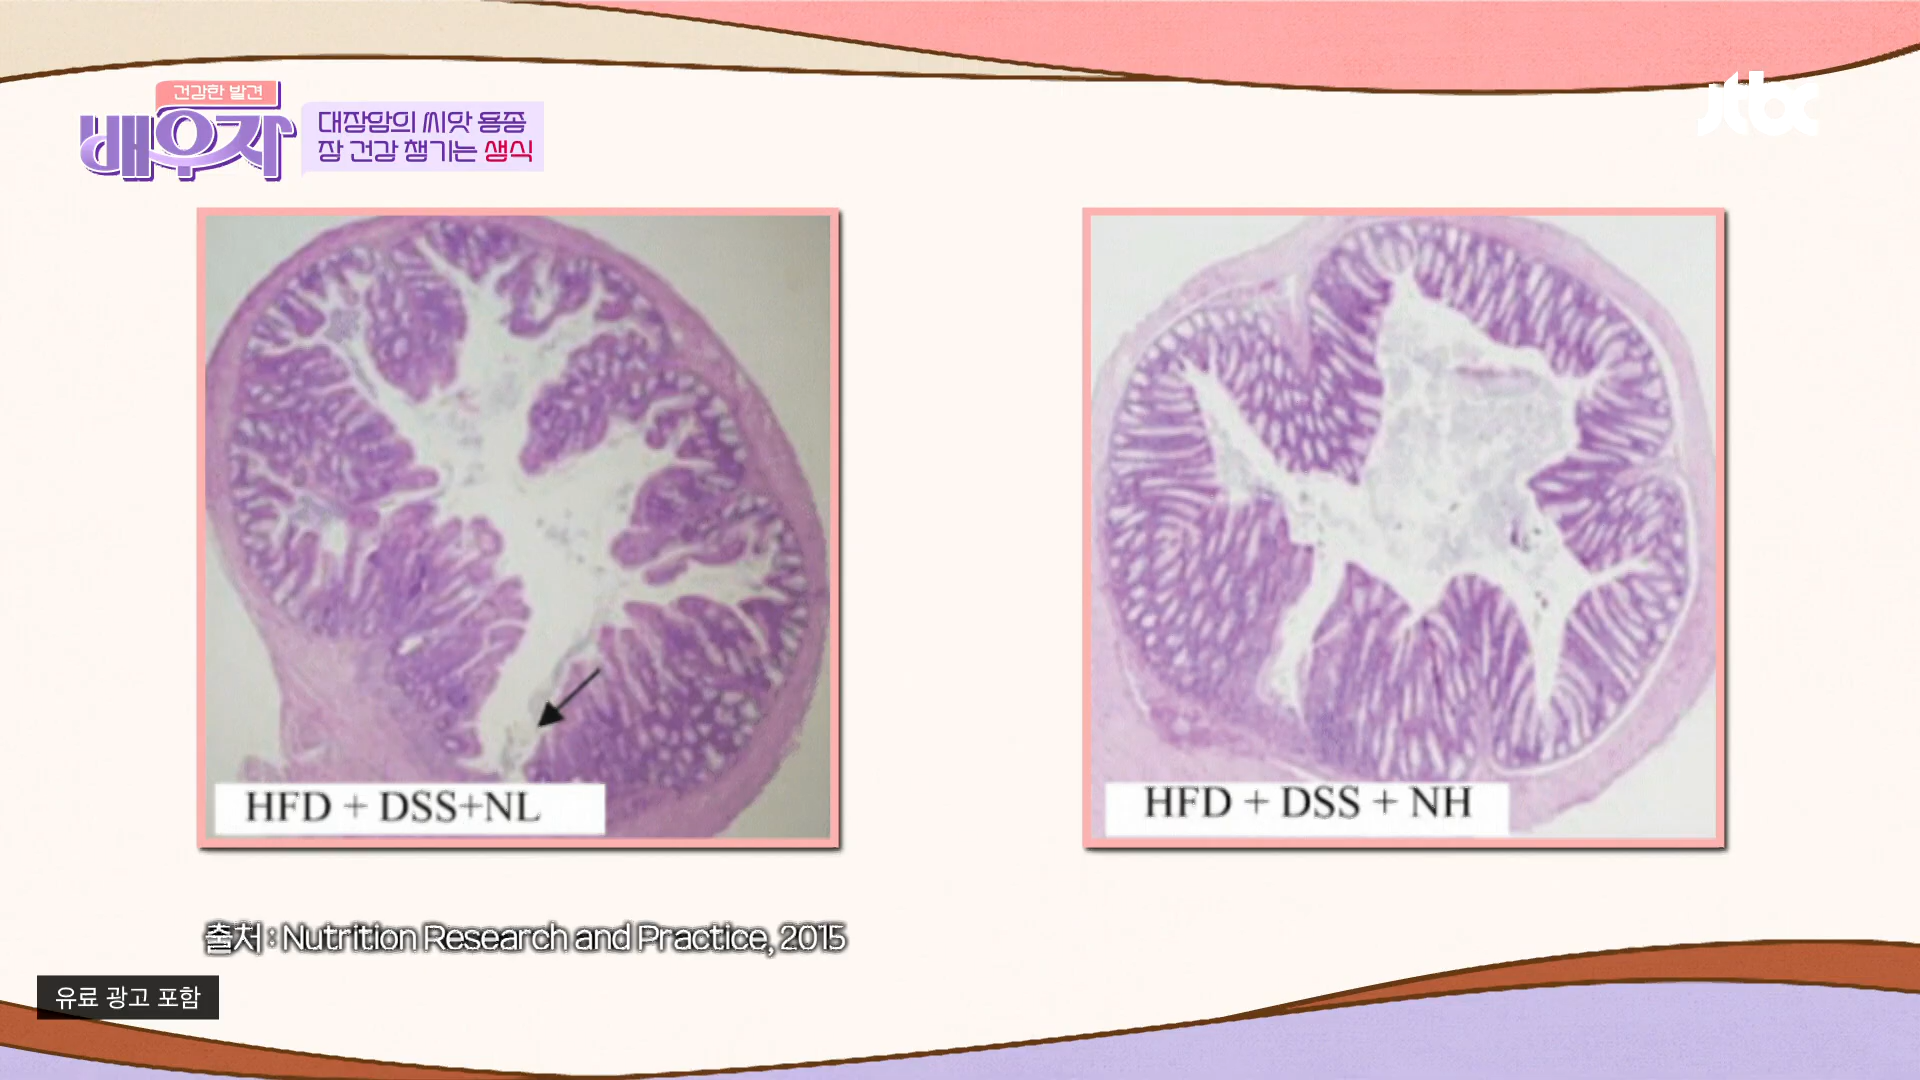 건강한 발견
배우자
대장암의 씨앗 용종
장 건강 챙기는 생식
jtbc
HFD + DSS+NL
HFD + DSS + NH
출처 : Nutrition Research and Practice, 2015
유료 광고 포함